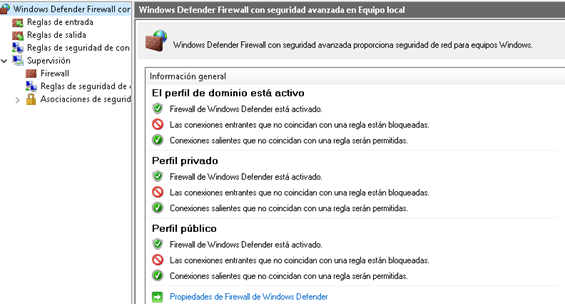 Windows Defender Firewall con
Reglas de entrada
Reglas de salida
Reglas de seguridad de con
Supervisión
Firewall
Reglas de seguridad de
Asociaciones de segurid
Windows Defender Firewall con seguridad avanzada en Equipo local
Windows Defender Firewall con seguridad avanzada proporciona seguridad de red para equipos Windows.
Información general
El perfil de dominio está activo
Firewall de Windows Defender está activado.
Las conexiones entrantes que no coincidan con una regla están bloqueadas.
Conexiones salientes que no coincidan con una regla serán permitidas.
Perfil privado
Firewall de Windows Defender está activado.
Las conexiones entrantes que no coincidan con una regla están bloqueadas.
Conexiones salientes que no coincidan con una regla serán permitidas.
Perfil público
Firewall de Windows Defender está activado.
Las conexiones entrantes que no coincidan con una regla están bloqueadas.
Conexiones salientes que no coincidan con una regla serán permitidas.
Propiedades de Firewall de Windows Defender